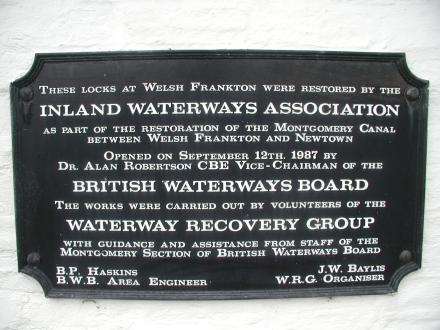 These locks at Welsh Frankton were restored by the
INLAND WATERWAYS ASSOCIATION
as part of the restoration of the Montgomery Canal
between Welsh Frankton and Newtown
Opened on September 12th. 1987 by
Dr. Alan Robertson CBE Vice-Chairman of the
BRITISH WATERWAYS BOARD
The works were carried out by volunteers of the
WATERWAY RECOVERY GROUP
with guidance and assistance from staff of the
Montgomery Section of British Waterways Board
B.P. Haskins J.W. Baylis
B.W.B. Area Engineer W.R.G. Organiser